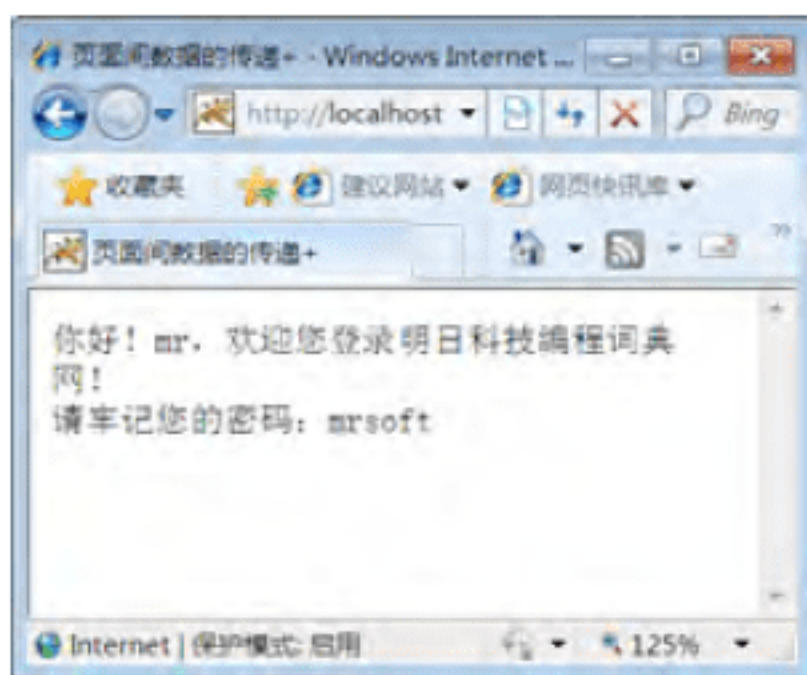 页面间数据的传递+ - Windows Internet ...
http://localhost
Bing
收藏夹
建议网站
网页快讯库
页面间数据的传递+
你好！mr，欢迎您登录明日科技编程词典
网！
请牢记您的密码：mrsoft
Internet | 保护模式: 启用
125%